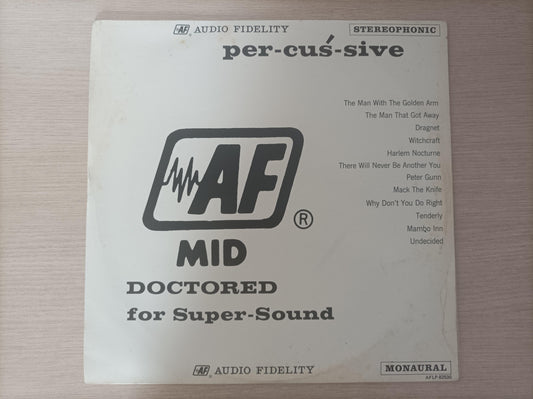 AF AUDIO FIDELITY
STEREOPHONIC
per-cuś-sive
The Man With The Golden Arm
The Man That Got Away
Dragnet
Witchcraft
Harlem Nocturne
There Will Never Be Another You
Peter Gunn
Mack The Knife
Why Don't You Do Right
Tenderly
Mambo Inn
Undecided
AF
®
MID
DOCTORED
for Super-Sound
AF AUDIO FIDELITY
MONAURAL